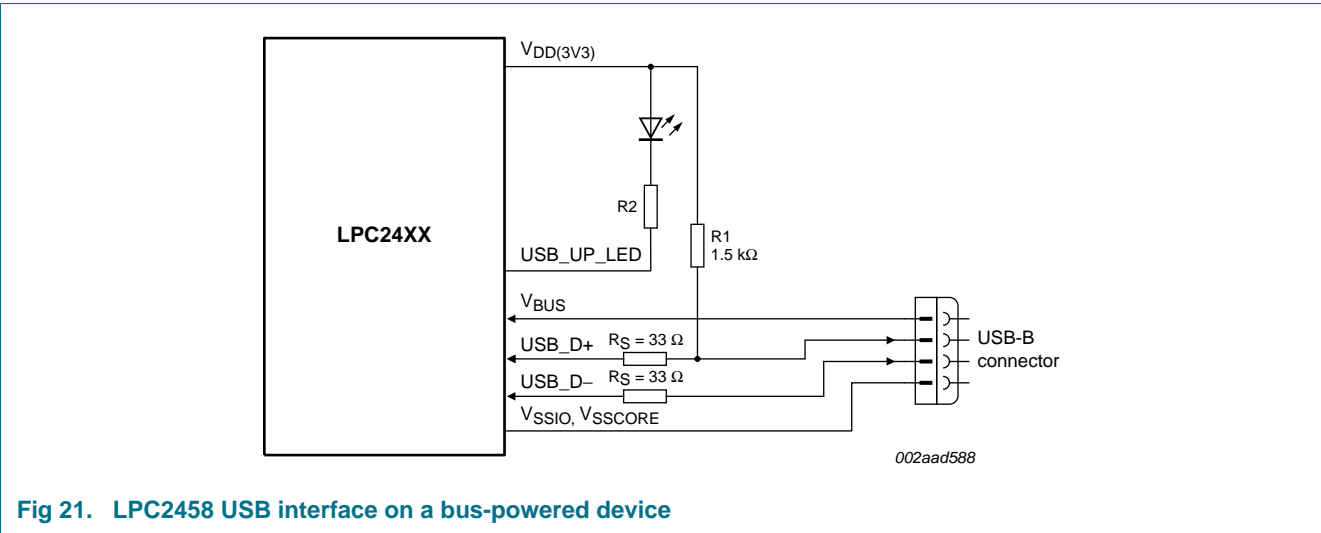 VDD(3V3)
R2
LPC24XX
R1
1.5 kΩ
USB_UP_LED
VBUS
USB_D+ RS = 33 Ω
USB-B
connector
USB_D− RS = 33 Ω
VSSIO, VSSCORE
002aad588
Fig 21. LPC2458 USB interface on a bus-powered device